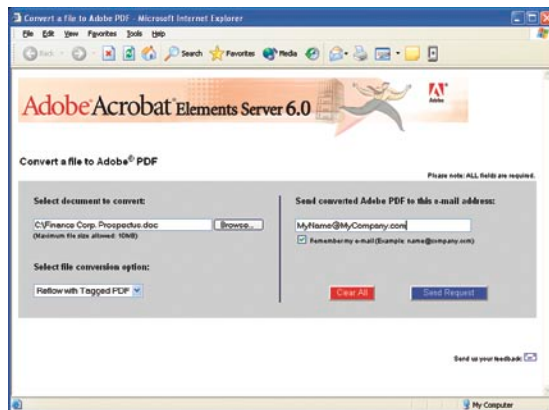 Convert a file to Adobe PDF - Microsoft Internet Explorer
File Edit View Favorites Tools Help
Back Search Favorites Media
Adobe Acrobat Elements Server 6.0
Adobe
Convert a file to Adobe® PDF
Please note: ALL fields are required.
Select document to convert:
C:\Finance Corp. Prospectus.doc Browse...
(Maximum file size allowed: 10MB)
Select file conversion option:
Reflow with Tagged PDF
Send converted Adobe PDF to this e-mail address:
MyName@MyCompany.com
Remember my e-mail (Example: name@company.com)
Clear All Send Request
Send us your feedback:
My Computer